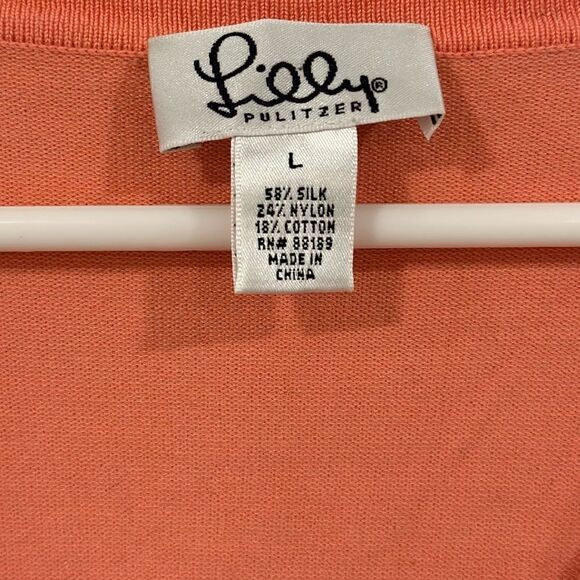 Lilly®
PULITZER
L
58% SILK
24% NYLON
18% COTTON
RN# 88189
MADE IN
CHINA